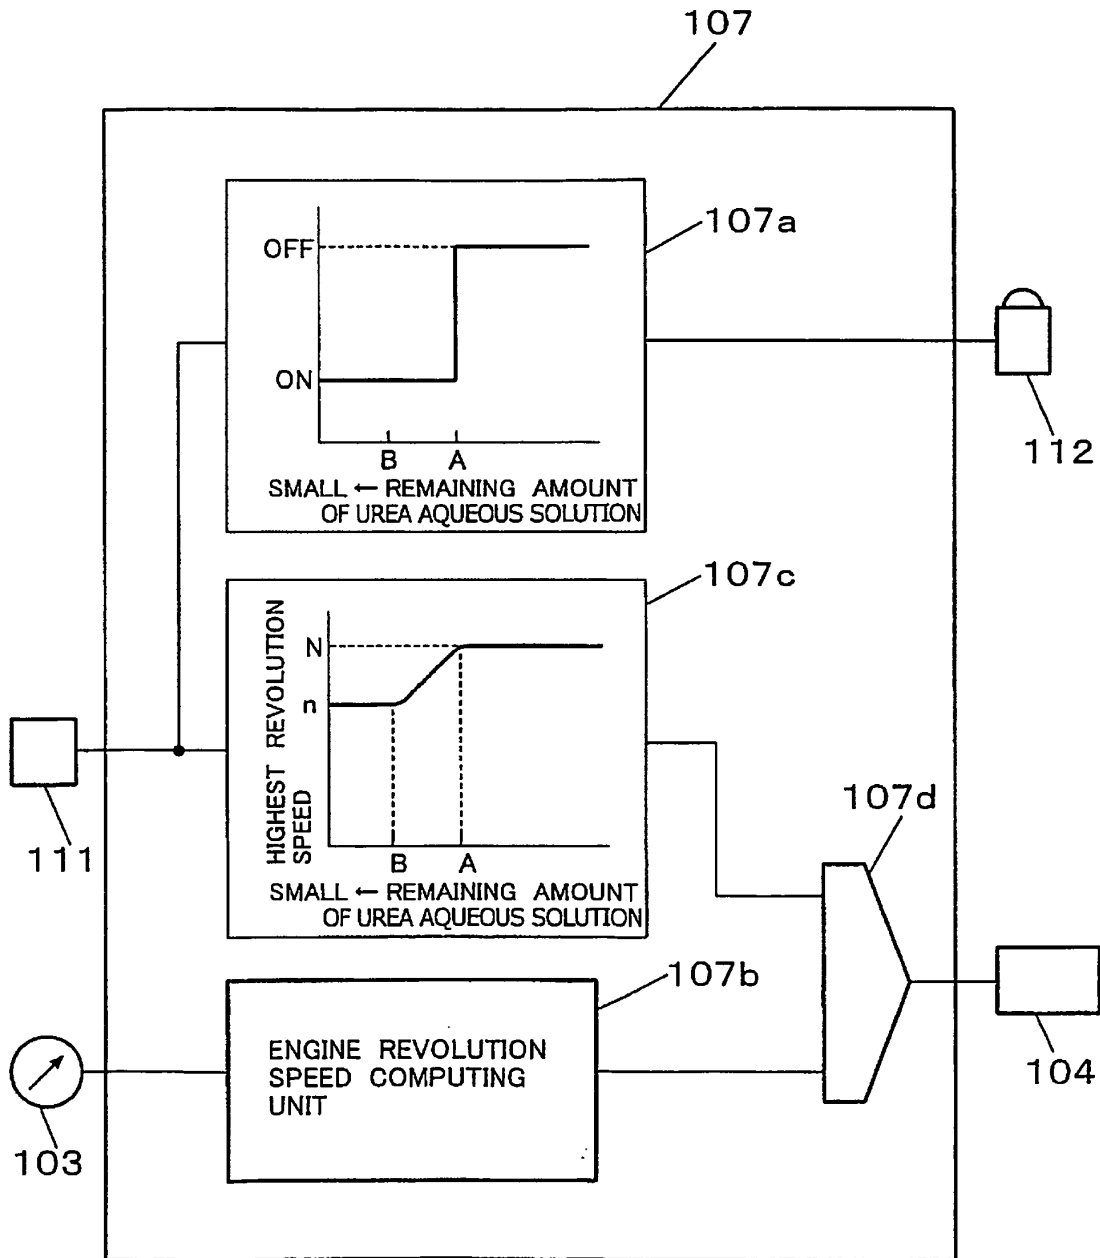 107
107a
OFF
ON
B A
SMALL ← REMAINING AMOUNT
OF UREA AQUEOUS SOLUTION
112
107c
HIGHEST REVOLUTION
SPEED
N
n
B A
SMALL ← REMAINING AMOUNT
OF UREA AQUEOUS SOLUTION
111
107d
107b
ENGINE REVOLUTION
SPEED COMPUTING
UNIT
103
104